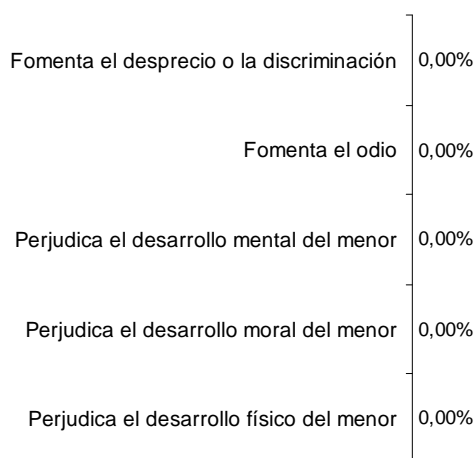 Fomenta el desprecio o la discriminación 0,00%
Fomenta el odio 0,00%
Perjudica el desarrollo mental del menor 0,00%
Perjudica el desarrollo moral del menor 0,00%
Perjudica el desarrollo físico del menor 0,00%